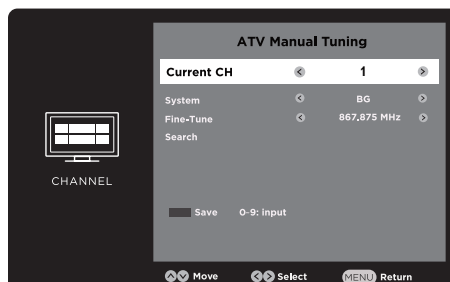 ATV Manual Tuning
Current CH 1
System BG
Fine-Tune 867,875 MHz
Search
CHANNEL
Save 0-9: input
Move Select MENU Return